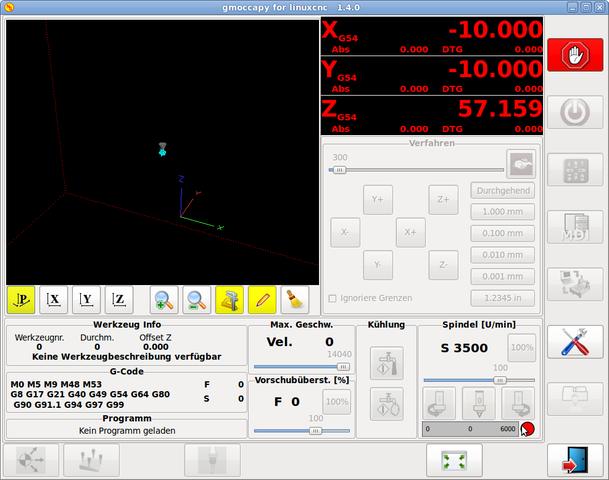 gmoccapy for linuxcnc 1.4.0
X G54 -10.000
Abs 0.000 DTG 0.000
Y G54 -10.000
Abs 0.000 DTG 0.000
Z G54 57.159
Abs 0.000 DTG 0.000
Verfahren
300
Y+ Z+ Durchgehend
1.000 mm
X- X+ 0.100 mm
0.010 mm
Y- Z- 0.001 mm
Ignoriere Grenzen 1.2345 in
MDI
Z
Y
X
P X Y Z
Werkzeug Info
Werkzeugnr. Durchm. Offset Z
0 0 0.000
Keine Werkzeugbeschreibung verfügbar
G-Code
M0 M5 M9 M48 M53 F 0
G8 G17 G21 G40 G49 G54 G64 G80 S 0
G90 G91.1 G94 G97 G99
Programm
Kein Programm geladen
Max. Geschw.
Vel. 0
14040
Vorschubüberst. [%]
F 0 100%
100
Kühlung
Spindel [U/min]
S 3500 100%
100
0 0 6000